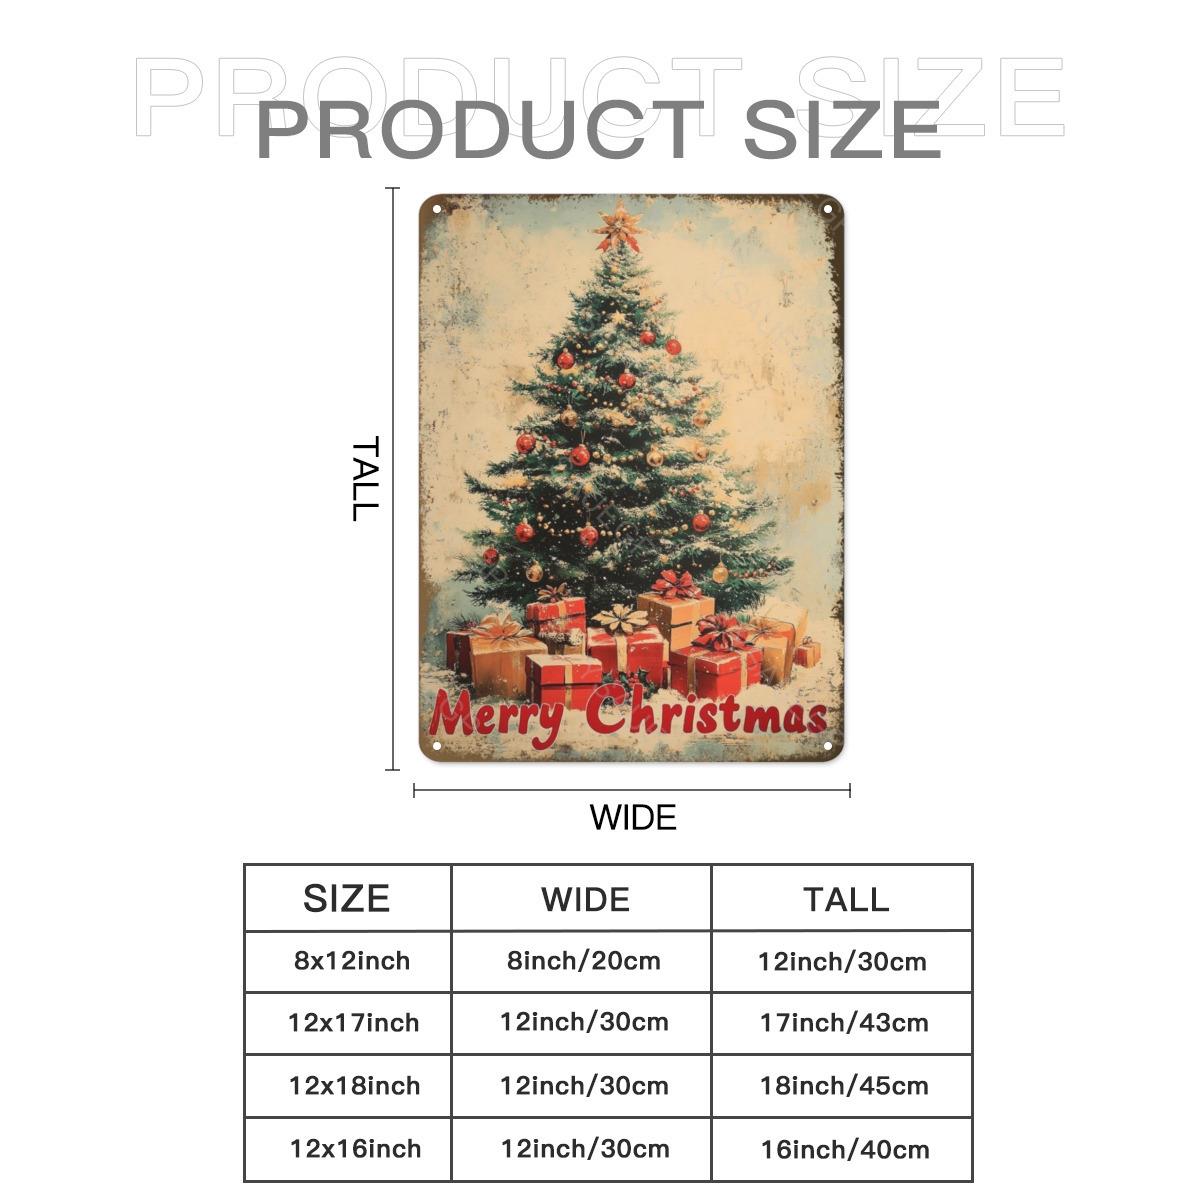 PRODUCT SIZE
PRODUCT SIZE
TALL
Merry Christmas
WIDE
SIZE WIDE TALL
8x12inch 8inch/20cm 12inch/30cm
12x17inch 12inch/30cm 17inch/43cm
12x18inch 12inch/30cm 18inch/45cm
12x16inch 12inch/30cm 16inch/40cm